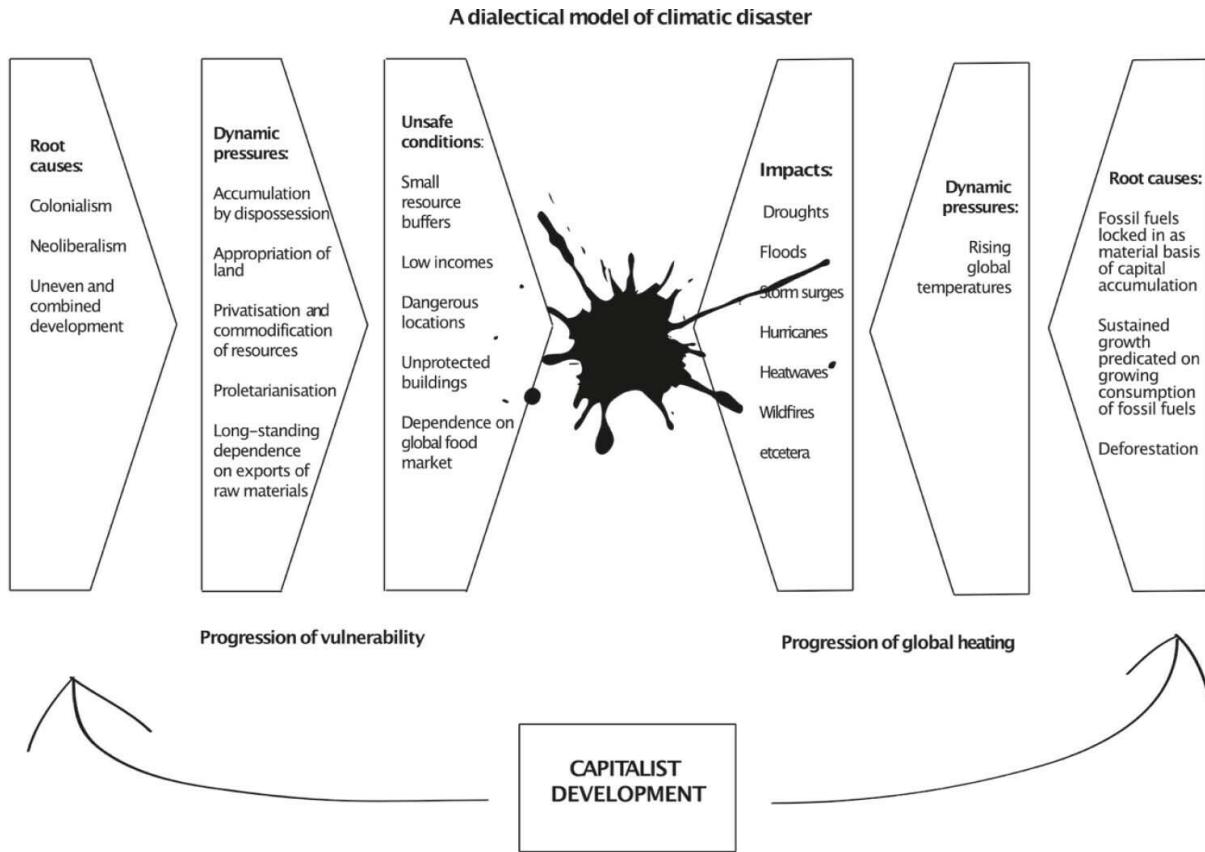 A dialectical model of climatic disaster
Root
causes:
Colonialism
Neoliberalism
Uneven and
combined
development
Dynamic
pressures:
Accumulation
by dispossession
Appropriation of
land
Privatisation and
commodification
of resources
Proletarianisation
Long-standing
dependence
on exports of
raw materials
Unsafe
conditions:
Small
resource
buffers
Low incomes
Dangerous
locations
Unprotected
buildings
Dependence on
global food
market
Impacts:
Droughts
Floods
Storm surges
Hurricanes
Heatwaves
Wildfires
etcetera
Dynamic
pressures:
Rising
global
temperatures
Root causes:
Fossil fuels
locked in as
material basis
of capital
accumulation
Sustained
growth
predicated on
growing
consumption
of fossil fuels
Deforestation
Progression of vulnerability
Progression of global heating
CAPITALIST
DEVELOPMENT